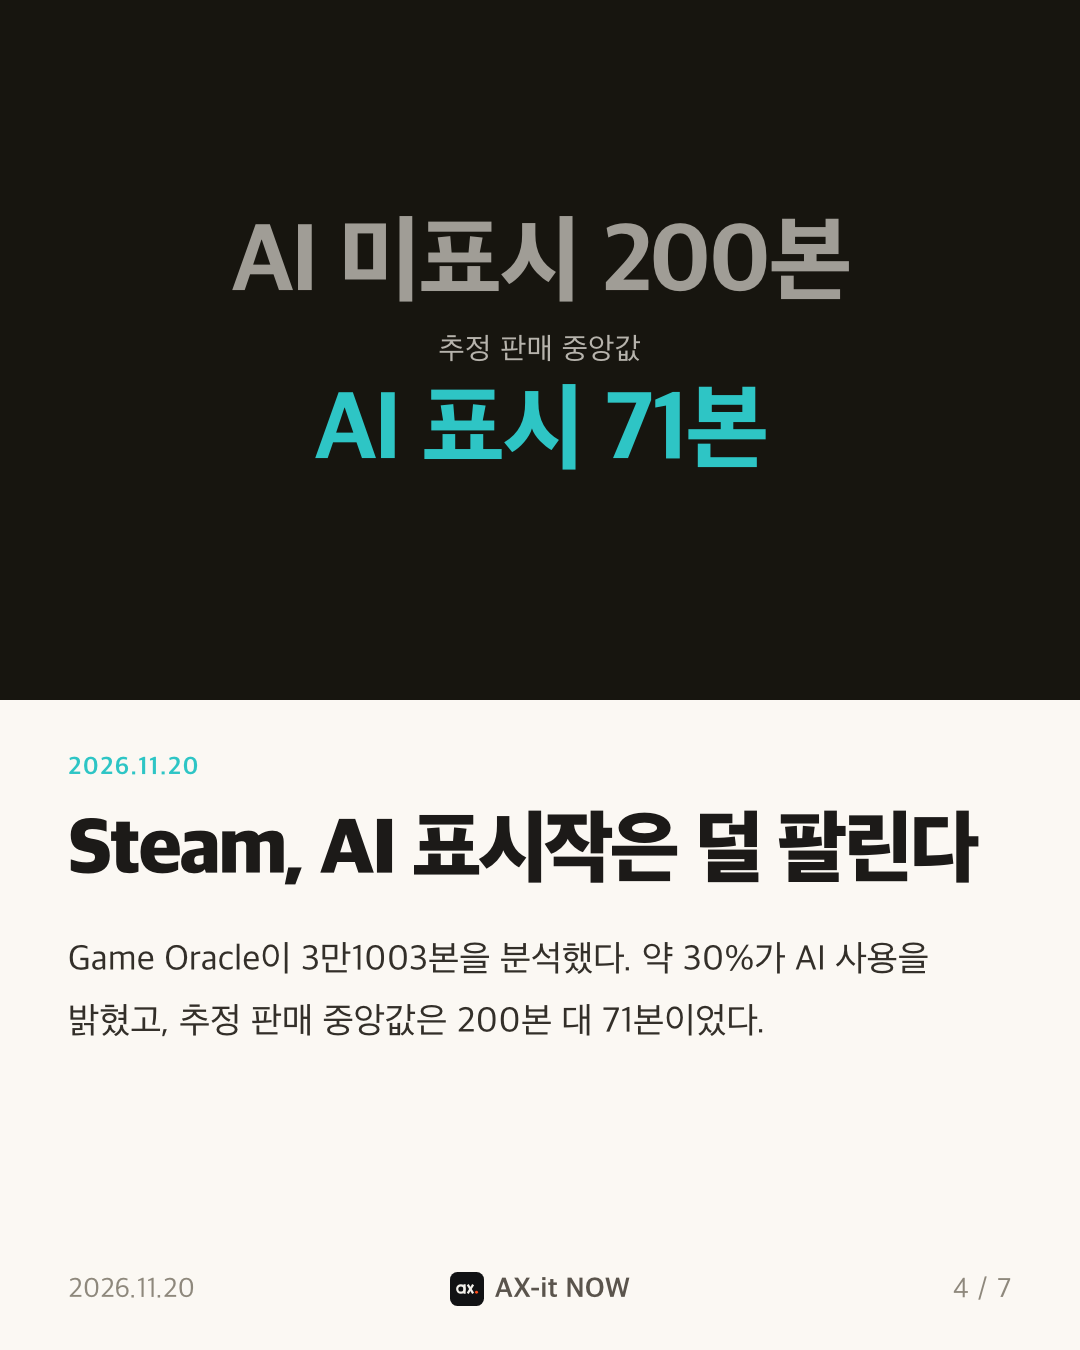 AI 미표시 200본
추정 판매 중앙값
AI 표시 71본
2026.11.20
Steam, AI 표시작은 덜 팔린다
Game Oracle이 3만1003본을 분석했다. 약 30%가 AI 사용을
밝혔고, 추정 판매 중앙값은 200본 대 71본이었다.
2026.11.20
ax.
AX-it NOW
4 / 7